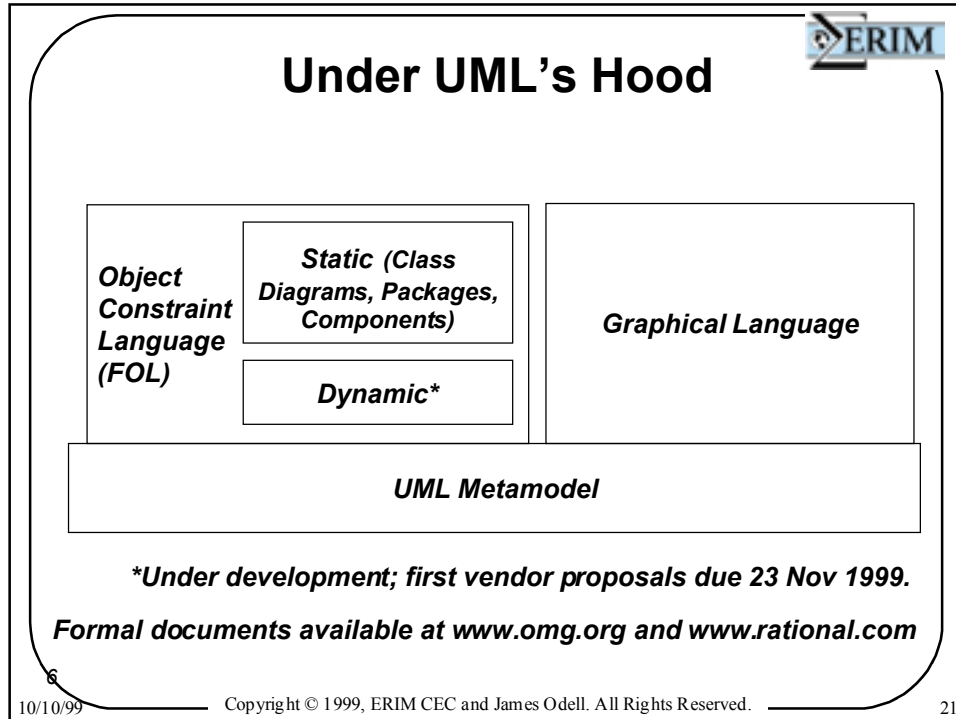 ERIM
Under UML's Hood
Object
Constraint
Language
(FOL)
Static (Class
Diagrams, Packages,
Components)
Dynamic*
Graphical Language
UML Metamodel
*Under development; first vendor proposals due 23 Nov 1999.
Formal documents available at www.omg.org and www.rational.com
6
10/10/99
Copyright © 1999, ERIM CEC and James Odell. All Rights Reserved.
21